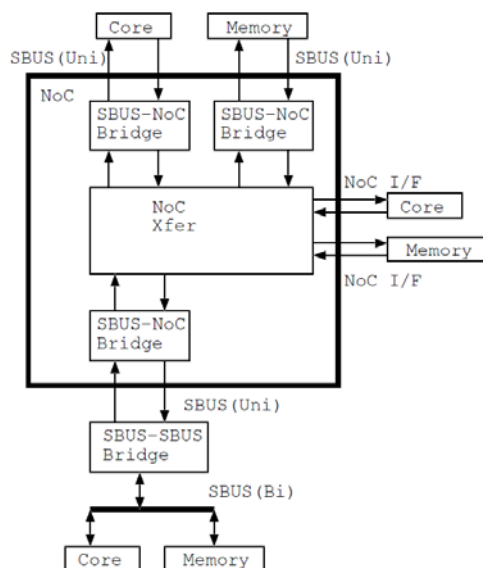 Core
Memory
SBUS(Uni)
SBUS(Uni)
NoC
SBUS-NoC
Bridge
SBUS-NoC
Bridge
NoC
Xfer
NoC I/F
Core
Memory
NoC I/F
SBUS-NoC
Bridge
SBUS(Uni)
SBUS-SBUS
Bridge
SBUS(Bi)
Core
Memory